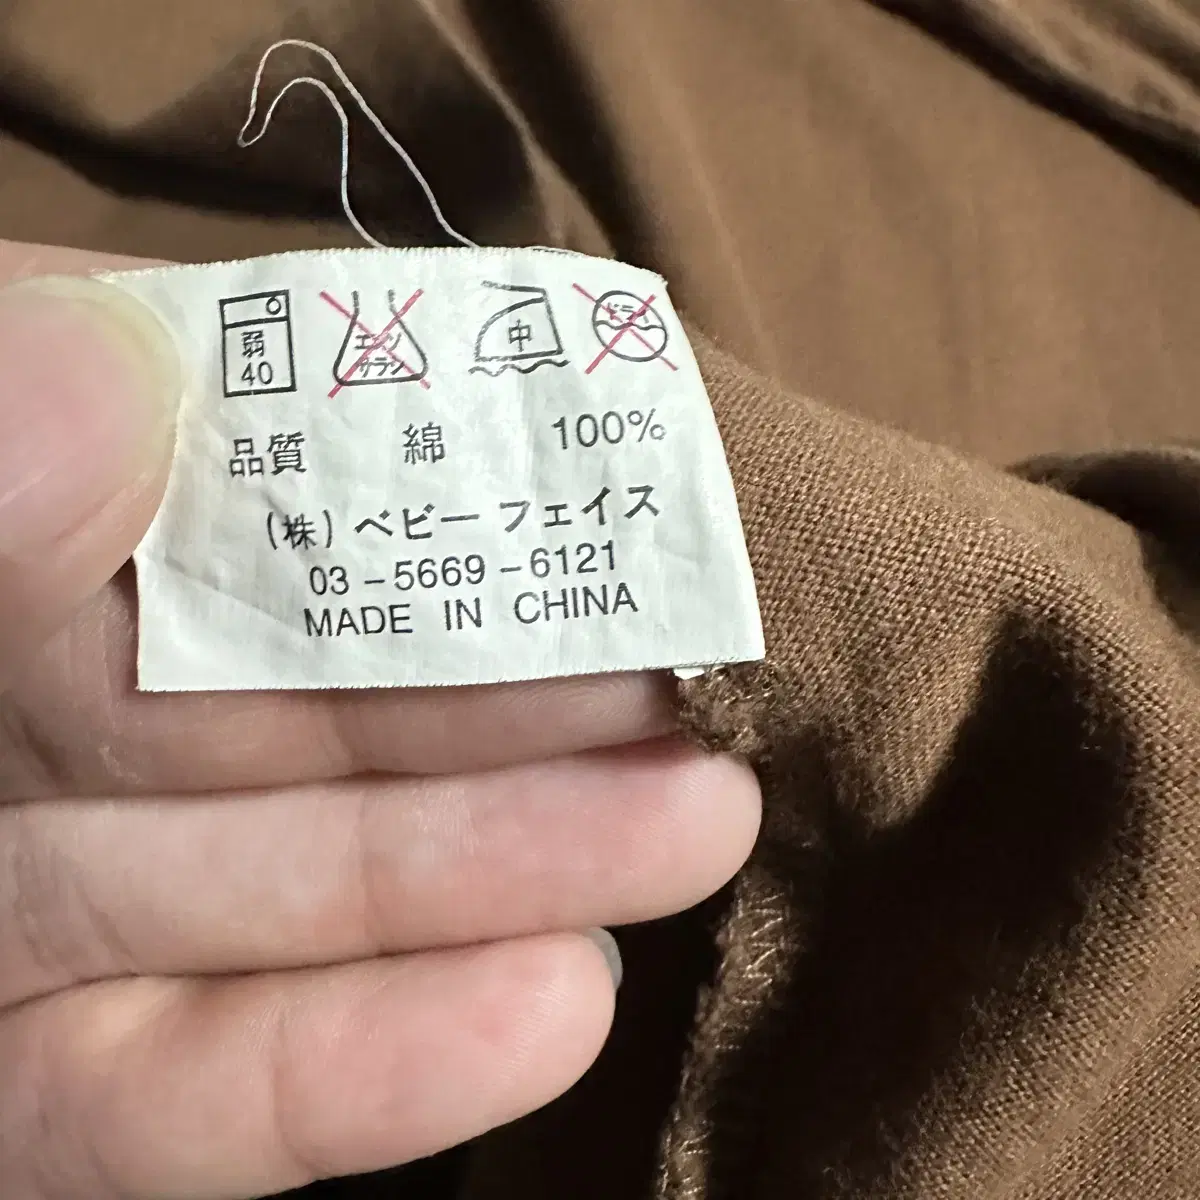 弱
40
エンソ
サラシ
中
ドライ
品質 綿 100%
(株) ベビー フェイス
03-5669-6121
MADE IN CHINA